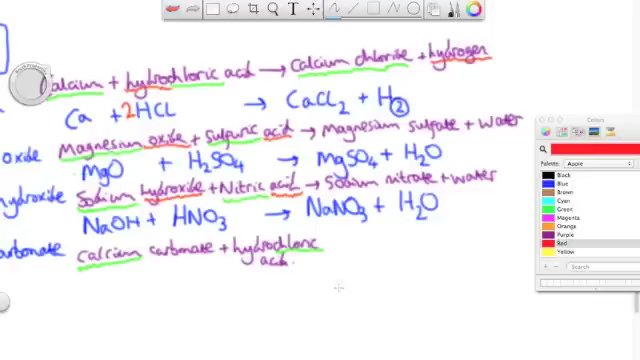 Calcium + hydrochloric acid → Calcium chloride + hydrogen
Ca + 2HCl → CaCl2 + H2
Magnesium oxide + sulfuric acid → magnesium sulfate + water
oxide MgO + H2SO4 → MgSO4 + H2O
hydroxide Sodium hydroxide + Nitric acid → Sodium nitrate + water
NaOH + HNO3 → NaNO3 + H2O
arbonate calcium carbonate + hydrochloric
acid.
Colors
Palette: Apple
Black
Blue
Brown
Cyan
Green
Magenta
Orange
Purple
Red
Yellow
Search